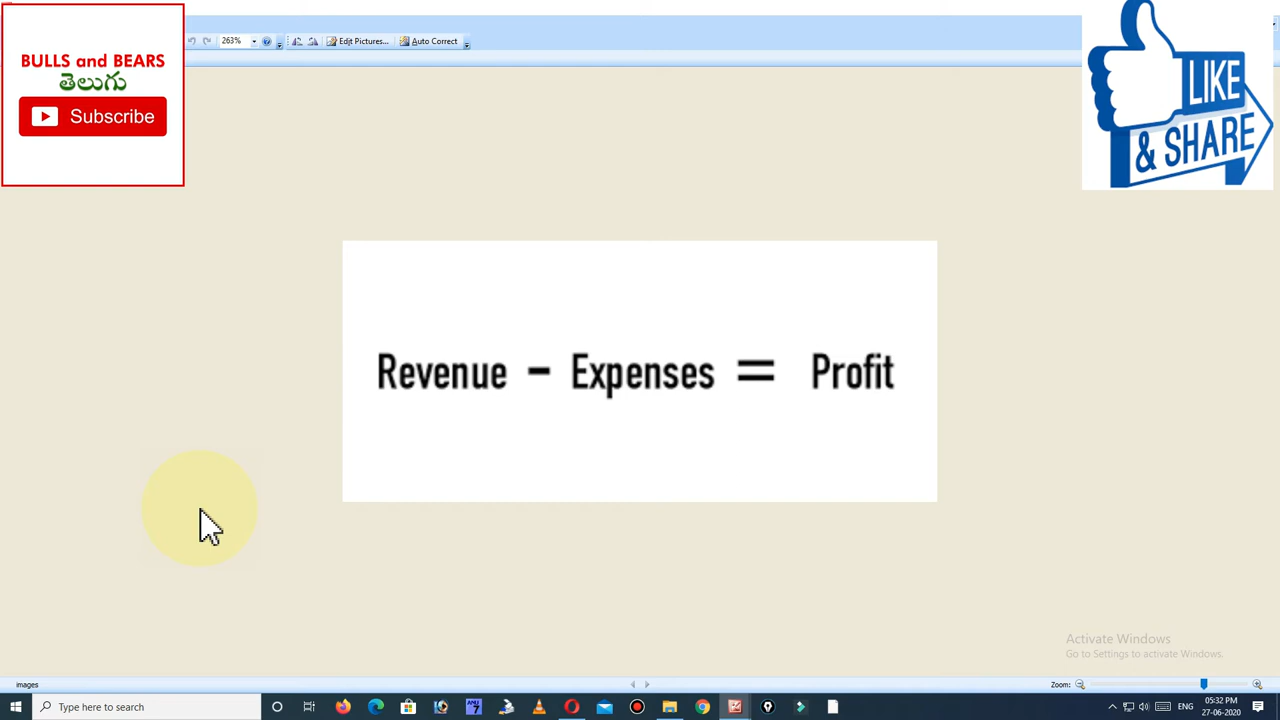 BULLS and BEARS
తెలుగు
Subscribe
263%
Edit Pictures...
Auto Correct
LIKE
& SHARE
Revenue - Expenses = Profit
Activate Windows
Go to Settings to activate Windows.
images
Zoom:
Type here to search
ENG
05:32 PM
27-06-2020